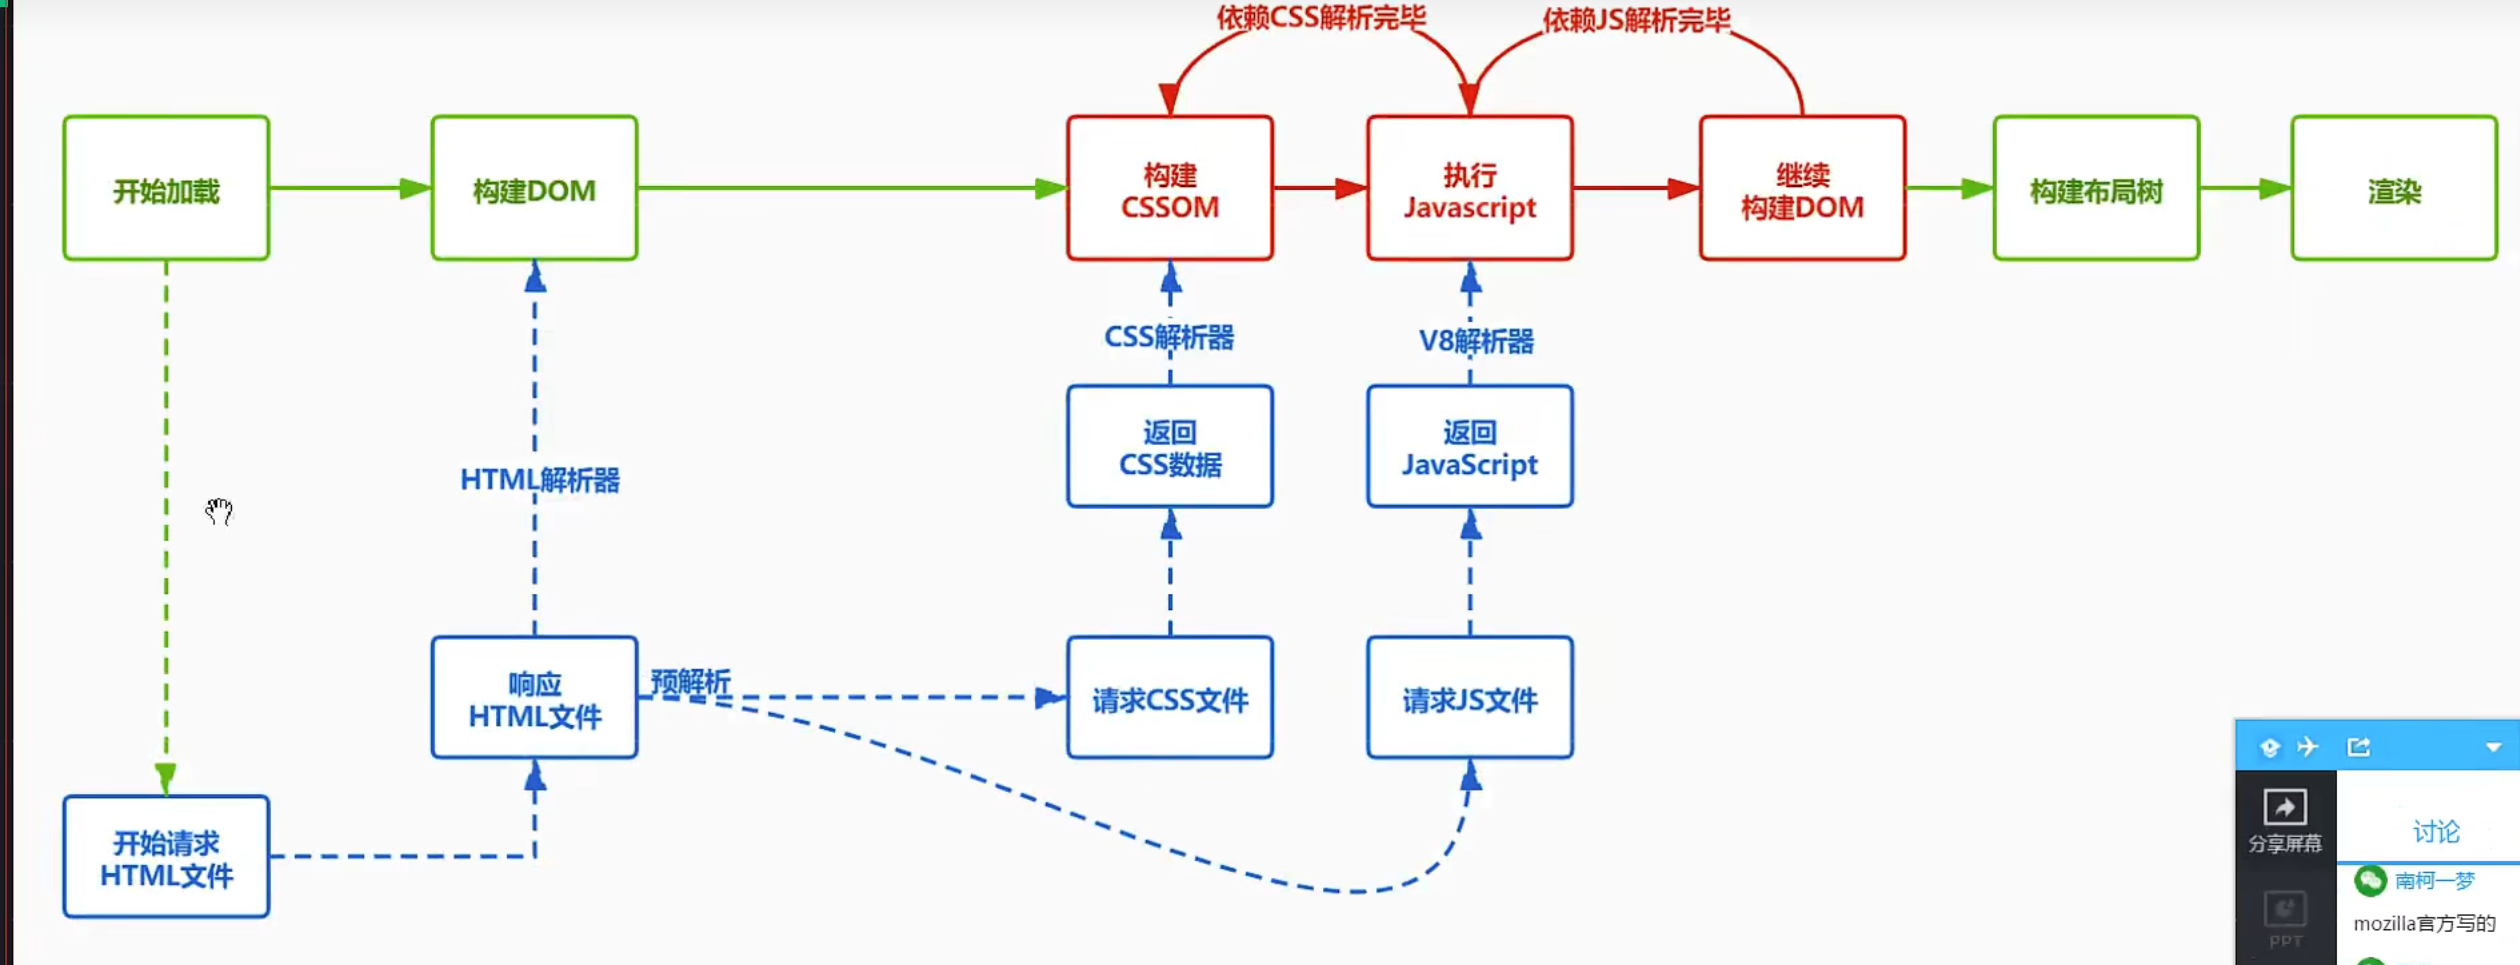 依赖CSS解析完毕
依赖JS解析完毕
开始加载
构建DOM
构建
CSSOM
执行
Javascript
继续
构建DOM
构建布局树
渲染
CSS解析器
V8解析器
HTML解析器
返回
CSS数据
返回
JavaScript
响应
HTML文件
预解析
请求CSS文件
请求JS文件
开始请求
HTML文件
分享屏幕
讨论
南柯一梦
mozilla官方写的
PPT